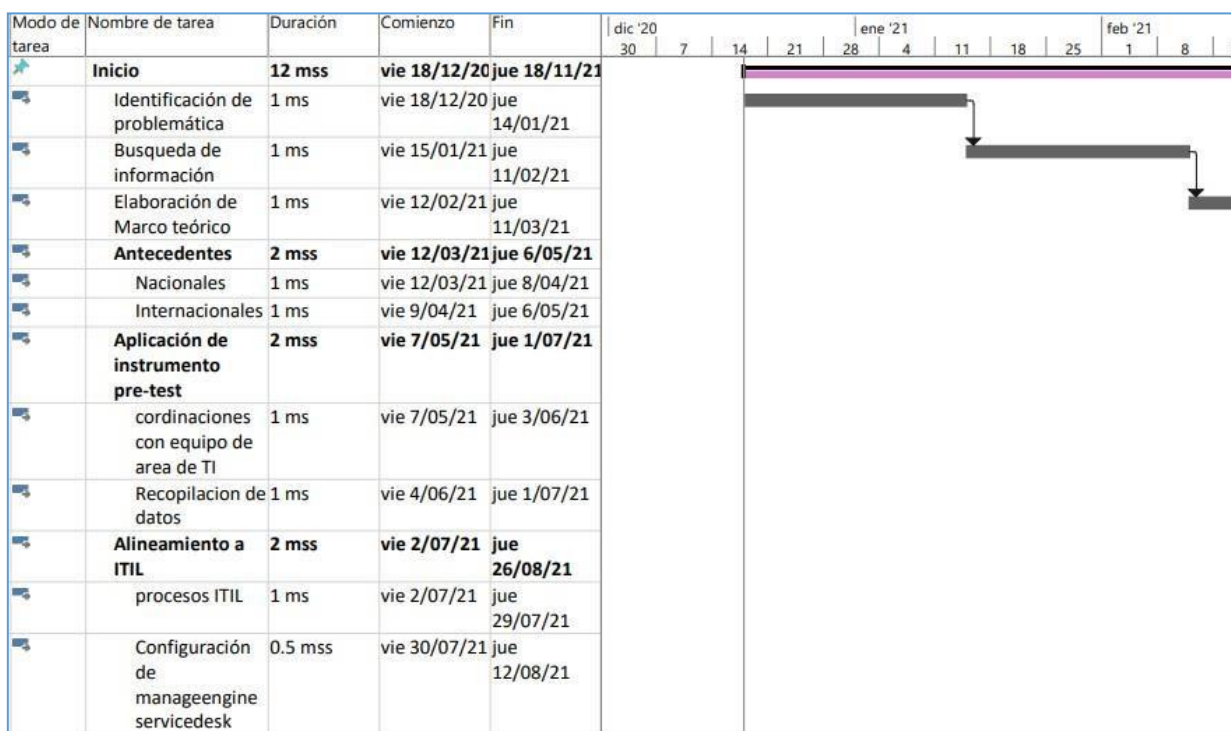 Modo de tarea Nombre de tarea Duración Comienzo Fin
dic '20 ene '21 feb '21
30 7 14 21 28 4 11 18 25 1 8
Inicio 12 mss vie 18/12/20 jue 18/11/21
Identificación de 1 ms vie 18/12/20 jue
problemática 14/01/21
Busqueda de 1 ms vie 15/01/21 jue
información 11/02/21
Elaboración de 1 ms vie 12/02/21 jue
Marco teórico 11/03/21
Antecedentes 2 mss vie 12/03/21 jue 6/05/21
Nacionales 1 ms vie 12/03/21 jue 8/04/21
Internacionales 1 ms vie 9/04/21 jue 6/05/21
Aplicación de 2 mss vie 7/05/21 jue 1/07/21
instrumento
pre-test
cordinaciones 1 ms vie 7/05/21 jue 3/06/21
con equipo de
area de TI
Recopilacion de 1 ms vie 4/06/21 jue 1/07/21
datos
Alineamiento a 2 mss vie 2/07/21 jue
ITIL 26/08/21
procesos ITIL 1 ms vie 2/07/21 jue
29/07/21
Configuración 0.5 mss vie 30/07/21 jue
de 12/08/21
manageengine
servicedesk